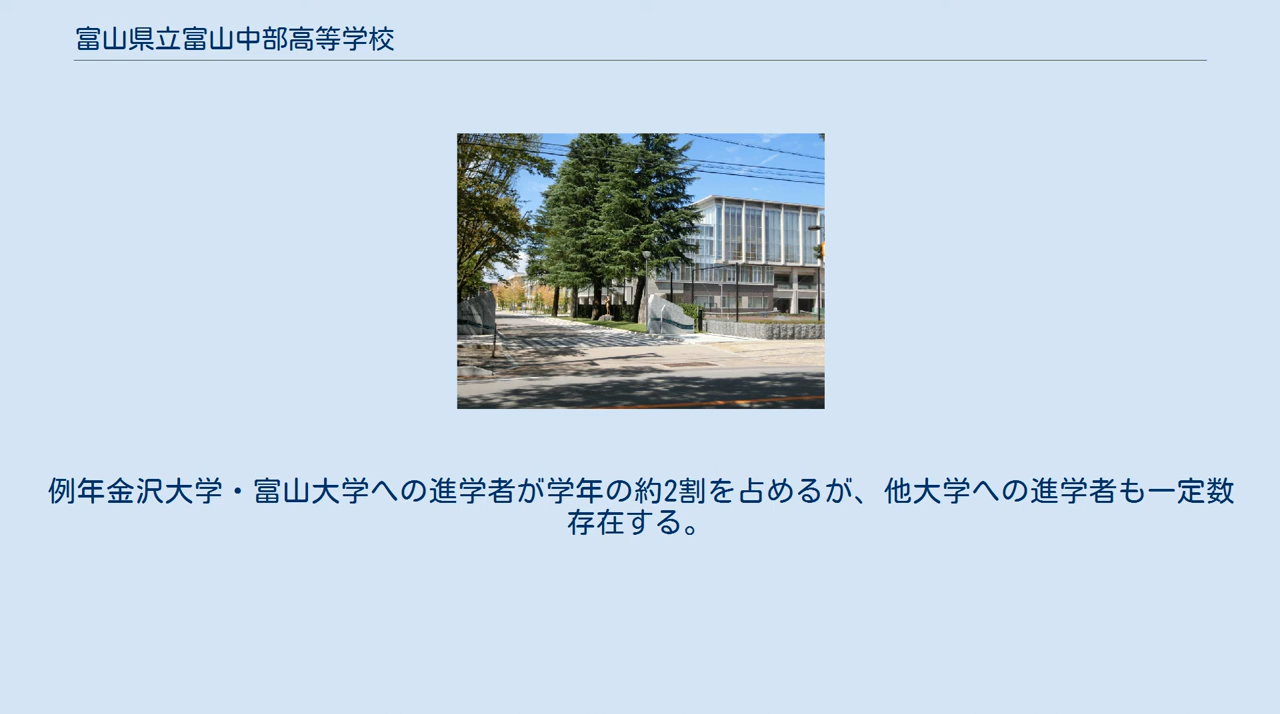 富山県立富山中部高等学校
例年金沢大学・富山大学への進学者が学年の約2割を占めるが、他大学への進学者も一定数
存在する。